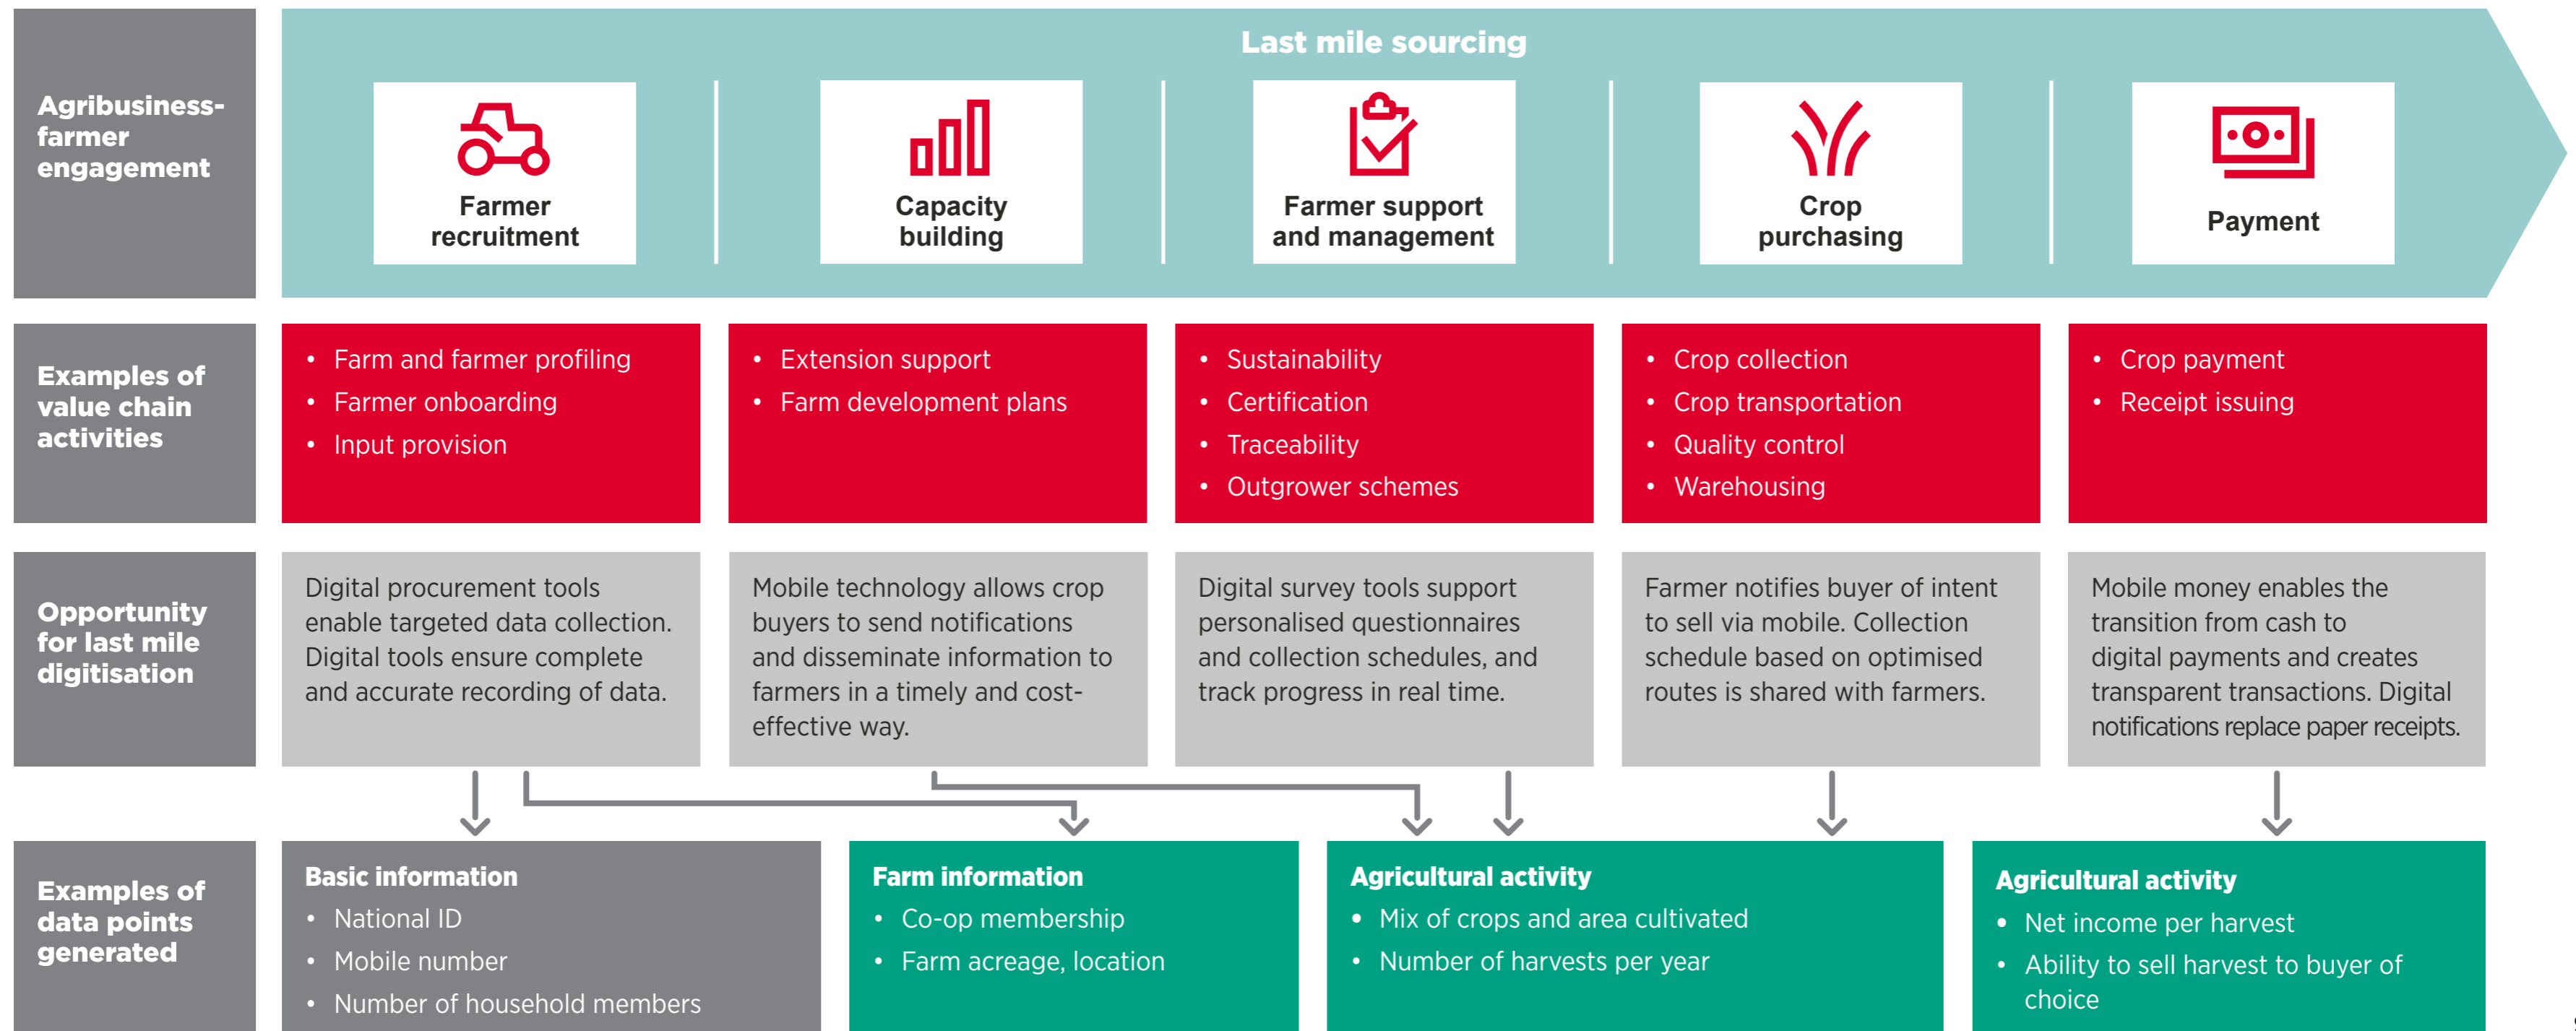 Last mile sourcing
Agribusiness-
farmer
engagement
Farmer
recruitment
Capacity
building
Farmer support
and management
Crop
purchasing
Payment
Examples of
value chain
activities
• Farm and farmer profiling
• Farmer onboarding
• Input provision
• Extension support
• Farm development plans
• Sustainability
• Certification
• Traceability
• Outgrower schemes
• Crop collection
• Crop transportation
• Quality control
• Warehousing
• Crop payment
• Receipt issuing
Opportunity
for last mile
digitisation
Digital procurement tools
enable targeted data collection.
Digital tools ensure complete
and accurate recording of data.
Mobile technology allows crop
buyers to send notifications
and disseminate information to
farmers in a timely and cost-
effective way.
Digital survey tools support
personalised questionnaires
and collection schedules, and
track progress in real time.
Farmer notifies buyer of intent
to sell via mobile. Collection
schedule based on optimised
routes is shared with farmers.
Mobile money enables the
transition from cash to
digital payments and creates
transparent transactions. Digital
notifications replace paper receipts.
Examples of
data points
generated
Basic information
• National ID
• Mobile number
• Number of household members
Farm information
• Co-op membership
• Farm acreage, location
Agricultural activity
• Mix of crops and area cultivated
• Number of harvests per year
Agricultural activity
• Net income per harvest
• Ability to sell harvest to buyer of
choice